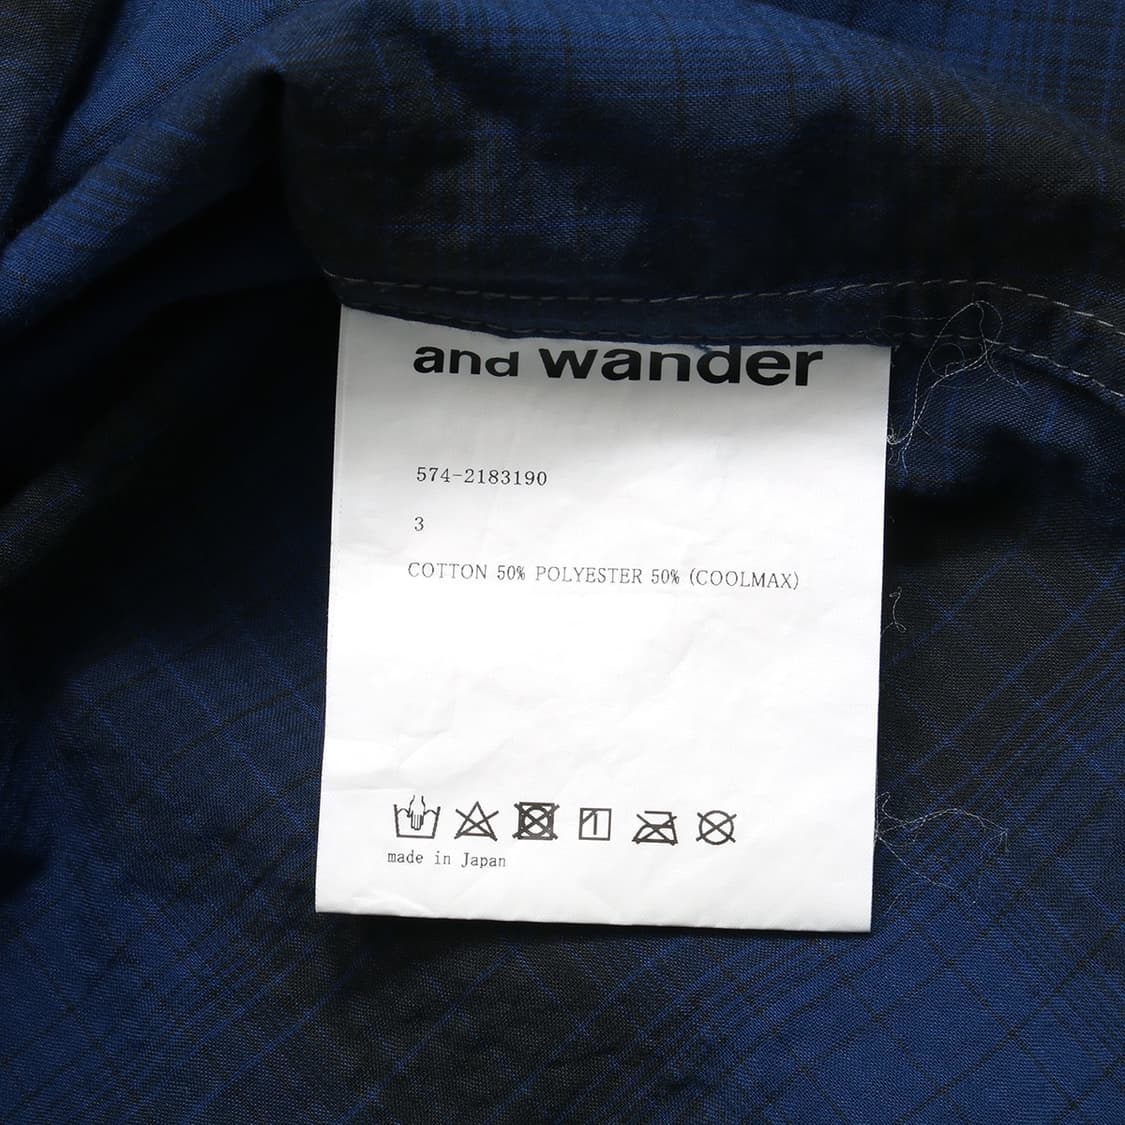 and wander
574-2183190
3
COTTON 50% POLYESTER 50% (COOLMAX)
made in Japan